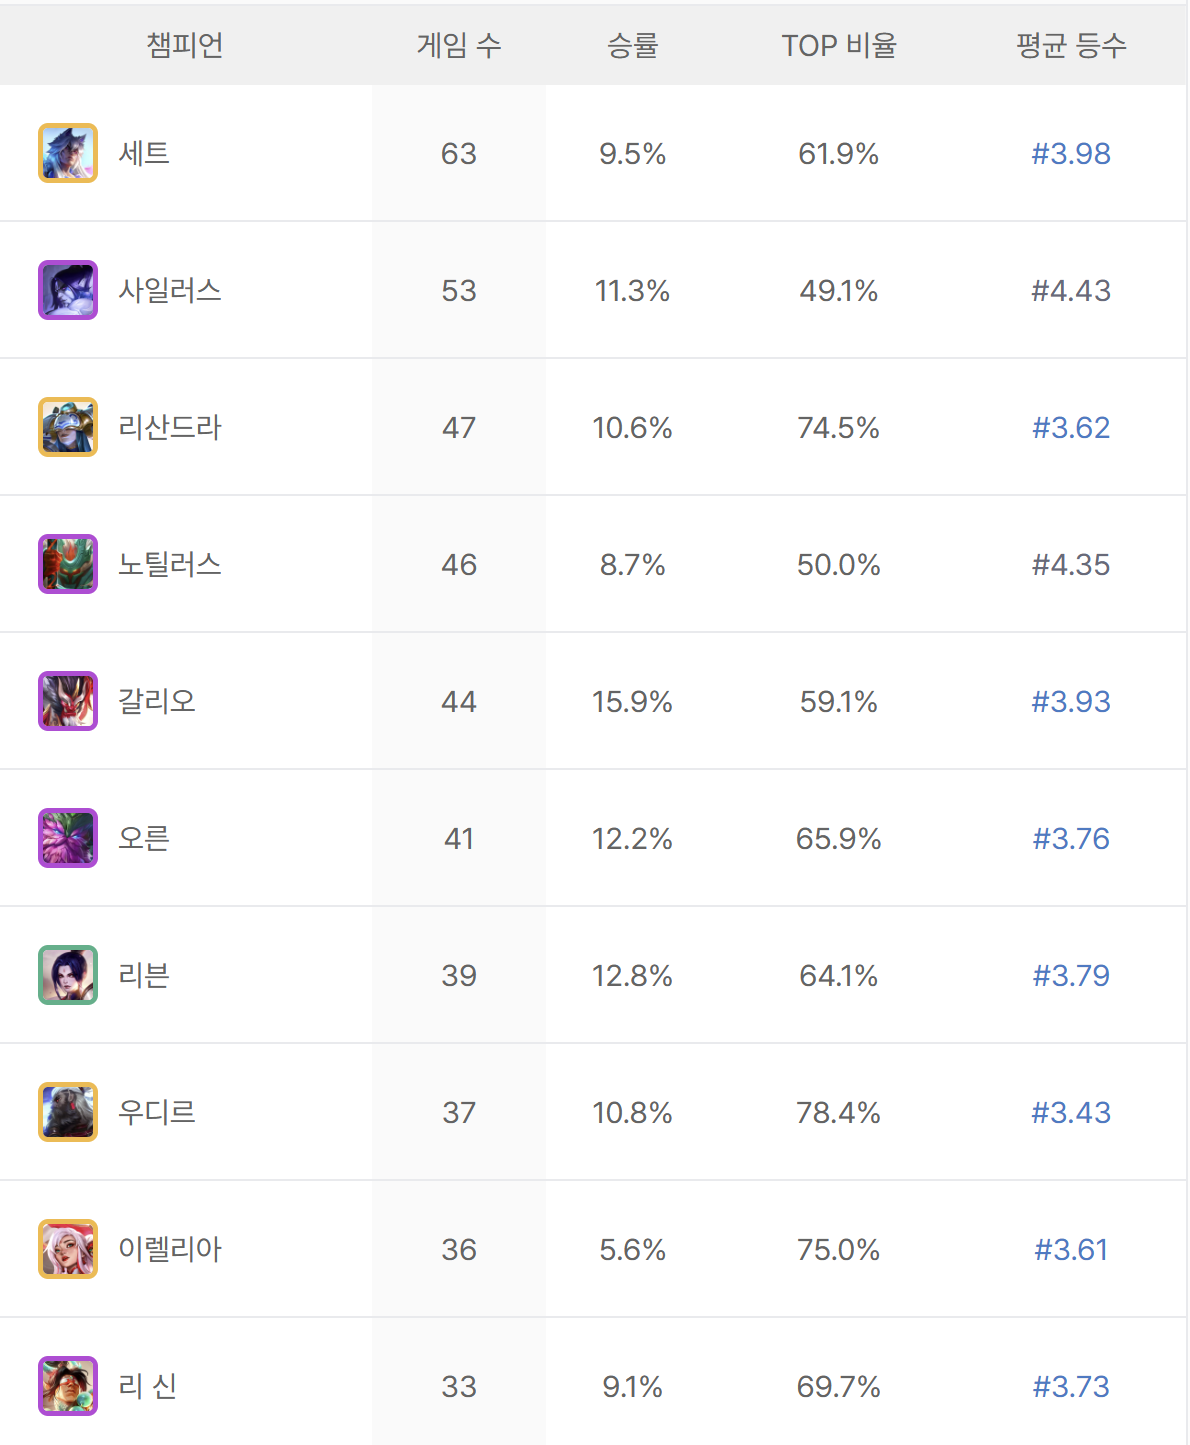 챔피언 게임 수 승률 TOP 비율 평균 등수
세트 63 9.5% 61.9% #3.98
사일러스 53 11.3% 49.1% #4.43
리산드라 47 10.6% 74.5% #3.62
노틸러스 46 8.7% 50.0% #4.35
갈리오 44 15.9% 59.1% #3.93
오른 41 12.2% 65.9% #3.76
리븐 39 12.8% 64.1% #3.79
우디르 37 10.8% 78.4% #3.43
이렐리아 36 5.6% 75.0% #3.61
리 신 33 9.1% 69.7% #3.73